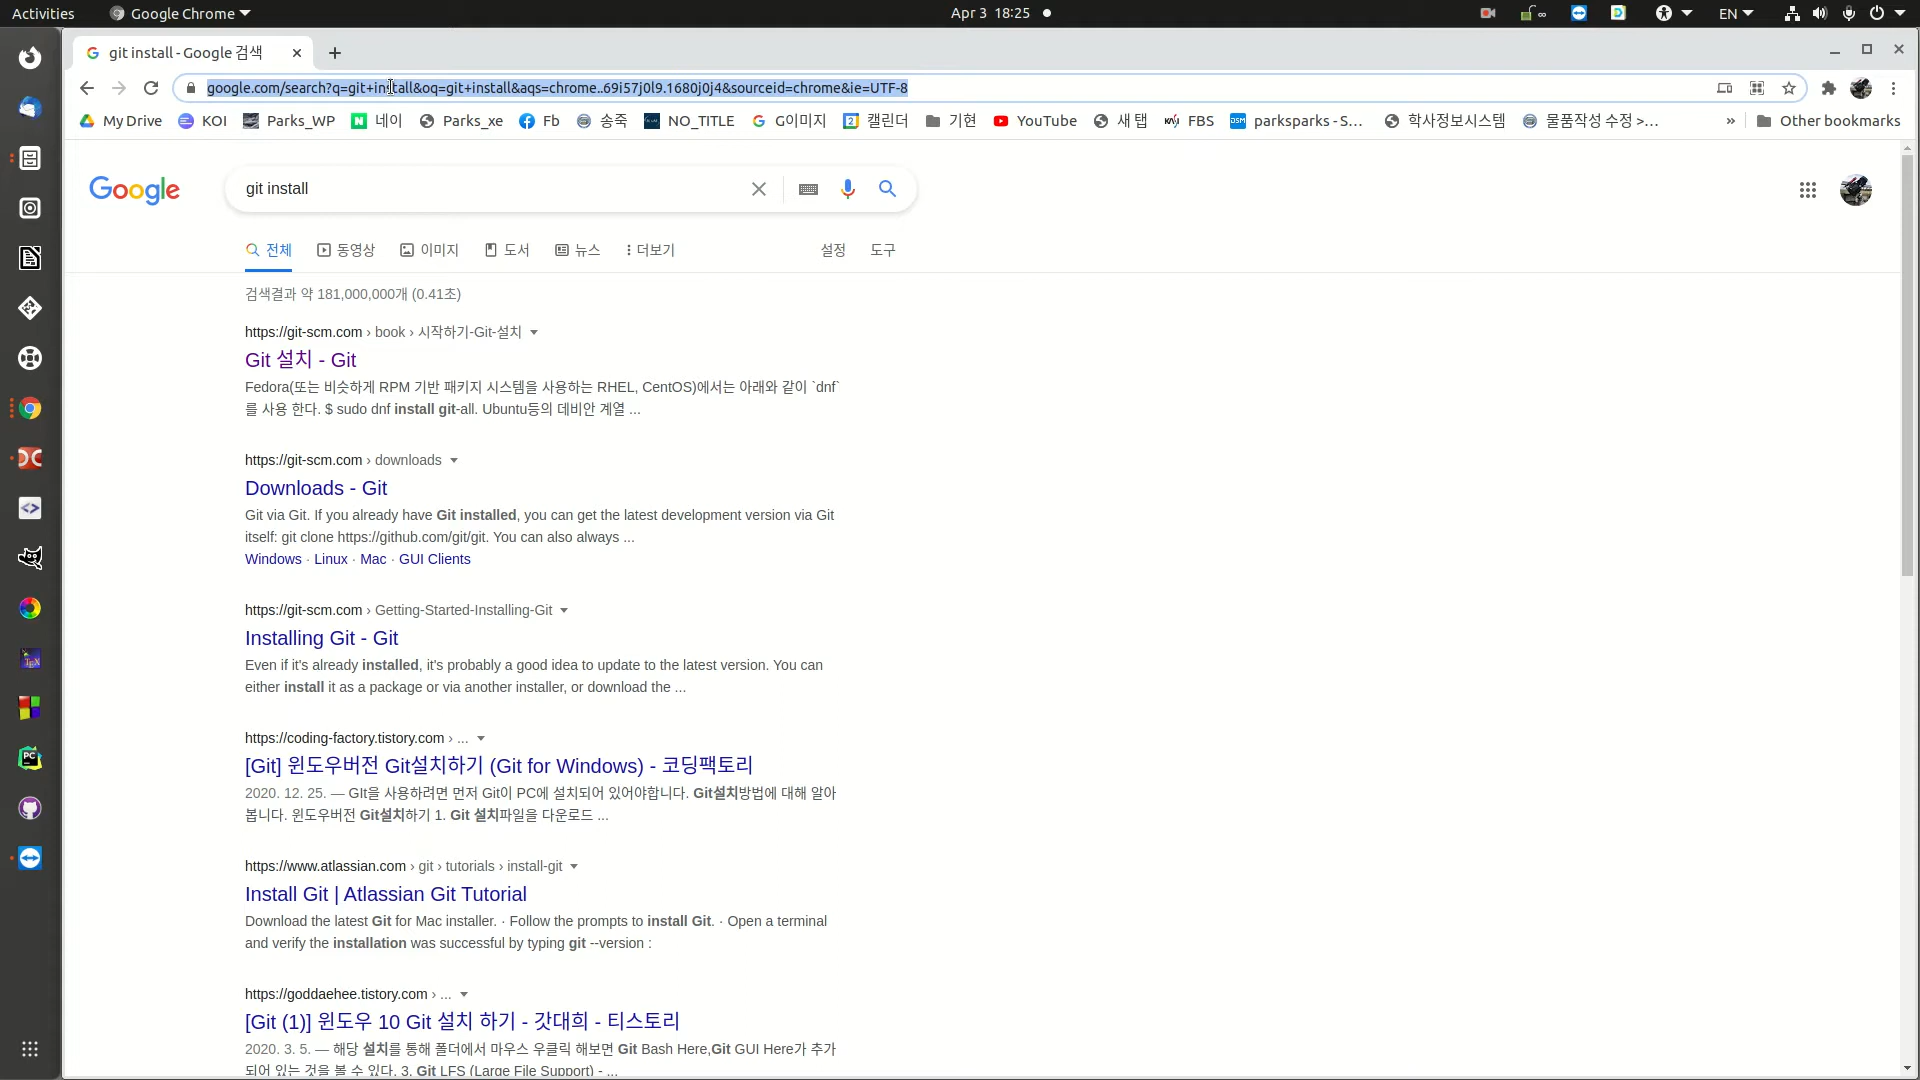 Activities
Google Chrome
Apr 3 18:25
EN
git install - Google 검색
google.com/search?q=git+install&oq=git+install&aqs=chrome..69i57j0l9.1680j0j4&sourceid=chrome&ie=UTF-8
My Drive
KOI
Parks_WP
네이
Parks_xe
Fb
송죽
NO_TITLE
G이미지
캘린더
기현
YouTube
새 탭
FBS
parksparks - S...
학사정보시스템
물품작성 수정 >...
»
Other bookmarks
Google
git install
전체
동영상
이미지
도서
뉴스
더보기
설정
도구
검색결과 약 181,000,000개 (0.41초)
https://git-scm.com › book › 시작하기-Git-설치
Git 설치 - Git
Fedora(또는 비슷하게 RPM 기반 패키지 시스템을 사용하는 RHEL, CentOS)에서는 아래와 같이 `dnf`
를 사용 한다. $ sudo dnf install git-all. Ubuntu등의 데비안 계열 ...
https://git-scm.com › downloads
Downloads - Git
Git via Git. If you already have Git installed, you can get the latest development version via Git
itself: git clone https://github.com/git/git. You can also always ...
Windows · Linux · Mac · GUI Clients
https://git-scm.com › Getting-Started-Installing-Git
Installing Git - Git
Even if it's already installed, it's probably a good idea to update to the latest version. You can
either install it as a package or via another installer, or download the ...
https://coding-factory.tistory.com › ...
[Git] 윈도우버전 Git설치하기 (Git for Windows) - 코딩팩토리
2020. 12. 25. — GIt을 사용하려면 먼저 Git이 PC에 설치되어 있어야합니다. Git설치방법에 대해 알아
봅니다. 윈도우버전 Git설치하기 1. Git 설치파일을 다운로드 ...
https://www.atlassian.com › git › tutorials › install-git
Install Git | Atlassian Git Tutorial
Download the latest Git for Mac installer. · Follow the prompts to install Git. · Open a terminal
and verify the installation was successful by typing git --version :
https://goddaehee.tistory.com › ...
[Git (1)] 윈도우 10 Git 설치 하기 - 갓대희 - 티스토리
2020. 3. 5. — 해당 설치를 통해 폴더에서 마우스 우클릭 해보면 Git Bash Here,Git GUI Here가 추가
되어 있는 것을 볼 수 있다. 3. Git LFS (Large File Support) - ...